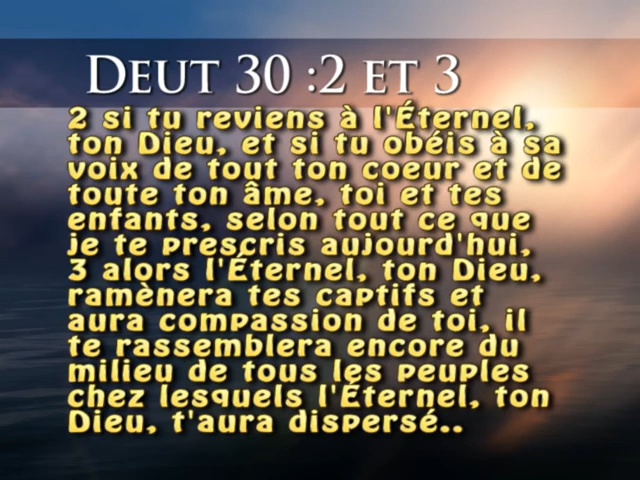 Deut 30 :2 et 3
2 si tu reviens à l'Éternel,
ton Dieu, et si tu obéis à sa
voix de tout ton coeur et de
toute ton âme, toi et tes
enfants, selon tout ce que
je te prescris aujourd'hui,
3 alors l'Éternel, ton Dieu,
ramènera tes captifs et
aura compassion de toi, il
te rassemblera encore du
milieu de tous les peuples
chez lesquels l'Éternel, ton
Dieu, t'aura dispersé..